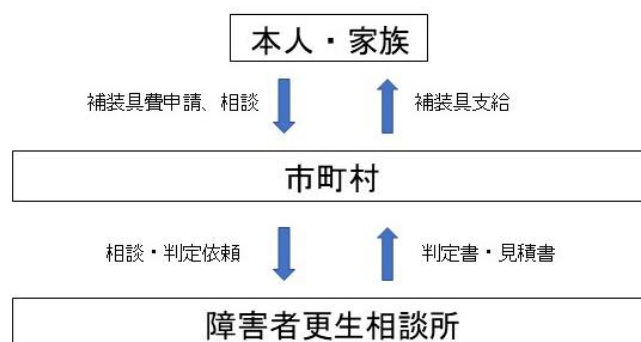 本人・家族
補装具費申請、相談
補装具支給
市町村
相談・判定依頼
判定書・見積書
障害者更生相談所